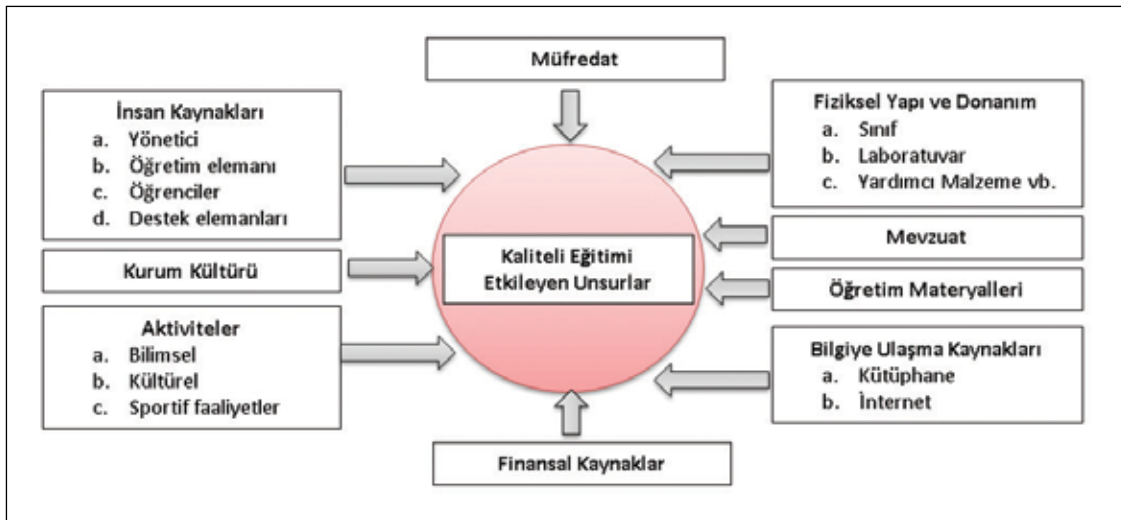 Müfredat
İnsan Kaynakları
a. Yönetici
b. Öğretim elemanı
c. Öğrenciler
d. Destek elemanları
Kurum Kültürü
Aktiviteler
a. Bilimsel
b. Kültürel
c. Sportif faaliyetler
Kaliteli Eğitimi
Etkileyen Unsurlar
Fiziksel Yapı ve Donanım
a. Sınıf
b. Laboratuvar
c. Yardımcı Malzeme vb.
Mevzuat
Öğretim Materyalleri
Bilgiye Ulaşma Kaynakları
a. Kütüphane
b. İnternet
Finansal Kaynaklar